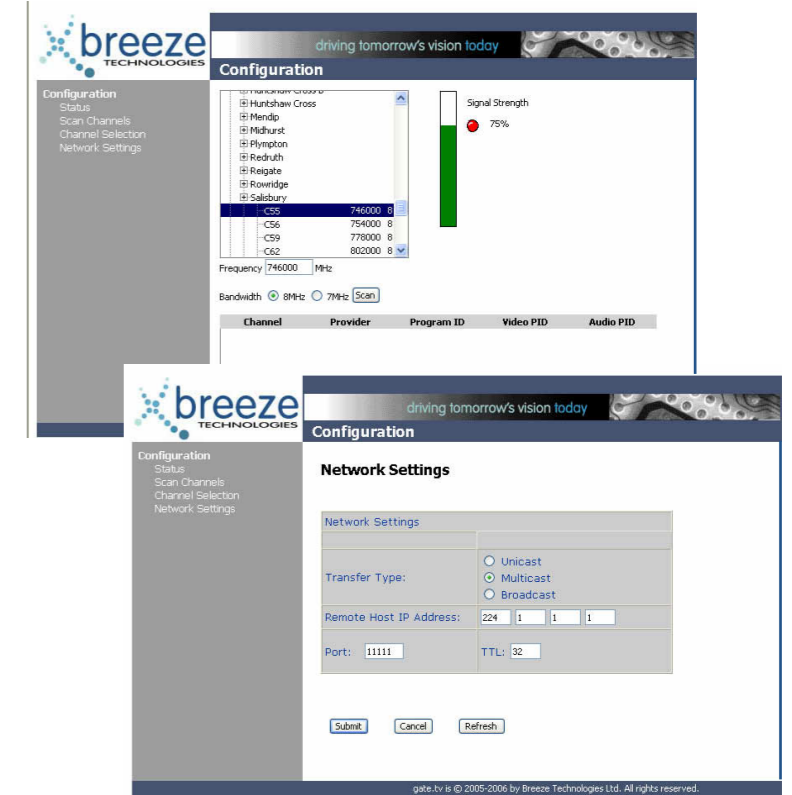 breeze
TECHNOLOGIES
driving tomorrow's vision today
Configuration
Configuration
Status
Scan Channels
Channel Selection
Network Settings
Huntshaw Cross B
Huntshaw Cross
Mendip
Midhurst
Plympton
Redruth
Reigate
Rowridge
Salisbury
C55 746000 8
C56 754000 8
C59 778000 8
C62 802000 8
Signal Strength
75%
Frequency 746000 MHz
Bandwidth 8MHz 7MHz Scan
Channel Provider Program ID Video PID Audio PID
breeze
TECHNOLOGIES
driving tomorrow's vision today
Configuration
Configuration
Status
Scan Channels
Channel Selection
Network Settings
Network Settings
Network Settings
Transfer Type:
Unicast
Multicast
Broadcast
Remote Host IP Address: 224 1 1 1
Port: 11111 TTL: 32
Submit Cancel Refresh
gate.tv is © 2005-2006 by Breeze Technologies Ltd. All rights reserved.